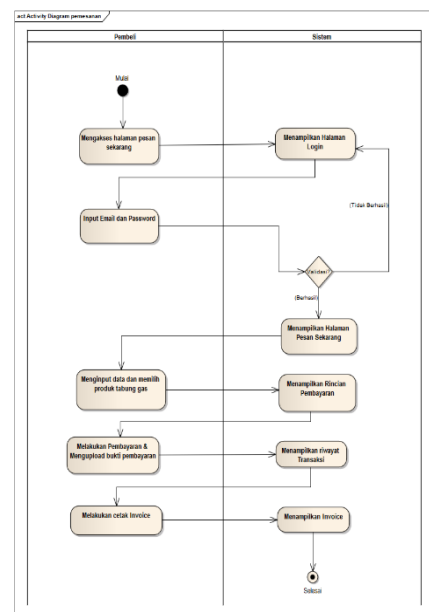 act Activity Diagram pemesanan
Pembeli
Sistem
Mulai
Mengakses halaman pesan
sekarang
Menampilkan Halaman
Login
(Tidak Berhasil)
Input Email dan Password
Validasi?
(Berhasil)
Menampilkan Halaman
Pesan Sekarang
Menginput data dan memilih
produk tabung gas
Menampilkan Rincian
Pembayaran
Melakukan Pembayaran &
Mengupload bukti pembayaran
Menampilkan riwayat
Transaksi
Melakukan cetak Invoice
Menampilkan Invoice
Selesai